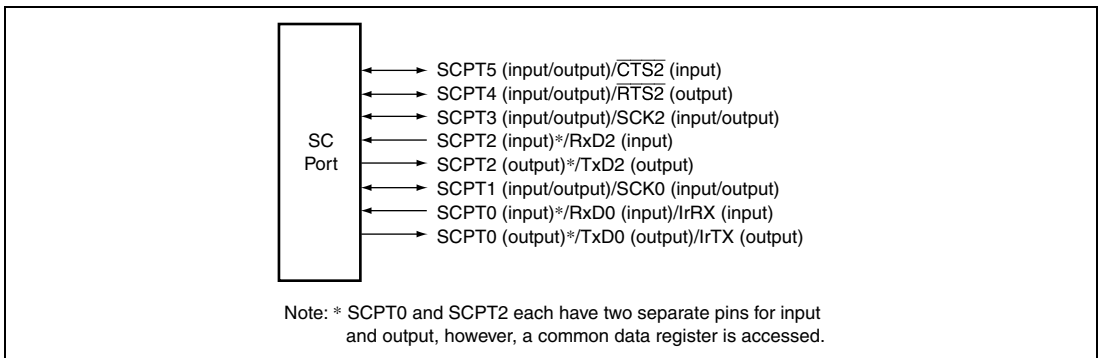 SC
Port
SCPT5 (input/output)/C̅T̅S̅2̅ (input)
SCPT4 (input/output)/R̅T̅S̅2̅ (output)
SCPT3 (input/output)/SCK2 (input/output)
SCPT2 (input)*/RxD2 (input)
SCPT2 (output)*/TxD2 (output)
SCPT1 (input/output)/SCK0 (input/output)
SCPT0 (input)*/RxD0 (input)/IrRX (input)
SCPT0 (output)*/TxD0 (output)/IrTX (output)
Note: * SCPT0 and SCPT2 each have two separate pins for input
and output, however, a common data register is accessed.